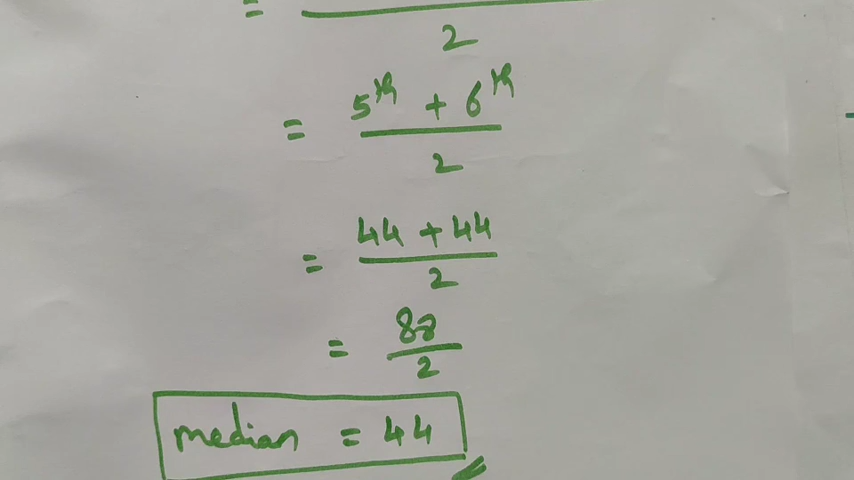 = 
2
= 5th + 6th
2
= 44 + 44
2
= 88
2
median = 44